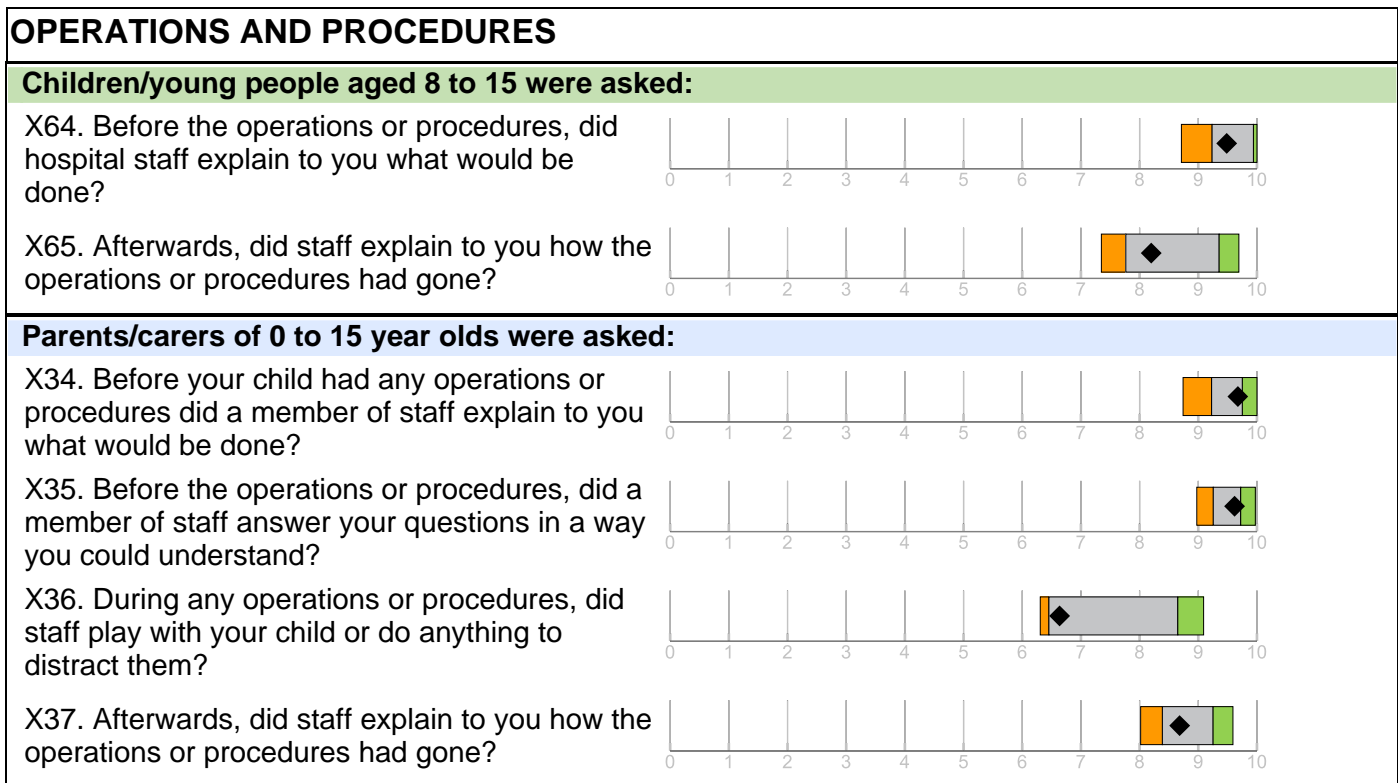 OPERATIONS AND PROCEDURES
Children/young people aged 8 to 15 were asked:
X64. Before the operations or procedures, did
hospital staff explain to you what would be
done?
0 1 2 3 4 5 6 7 8 9 10
X65. Afterwards, did staff explain to you how the
operations or procedures had gone?
0 1 2 3 4 5 6 7 8 9 10
Parents/carers of 0 to 15 year olds were asked:
X34. Before your child had any operations or
procedures did a member of staff explain to you
what would be done?
0 1 2 3 4 5 6 7 8 9 10
X35. Before the operations or procedures, did a
member of staff answer your questions in a way
you could understand?
0 1 2 3 4 5 6 7 8 9 10
X36. During any operations or procedures, did
staff play with your child or do anything to
distract them?
0 1 2 3 4 5 6 7 8 9 10
X37. Afterwards, did staff explain to you how the
operations or procedures had gone?
0 1 2 3 4 5 6 7 8 9 10